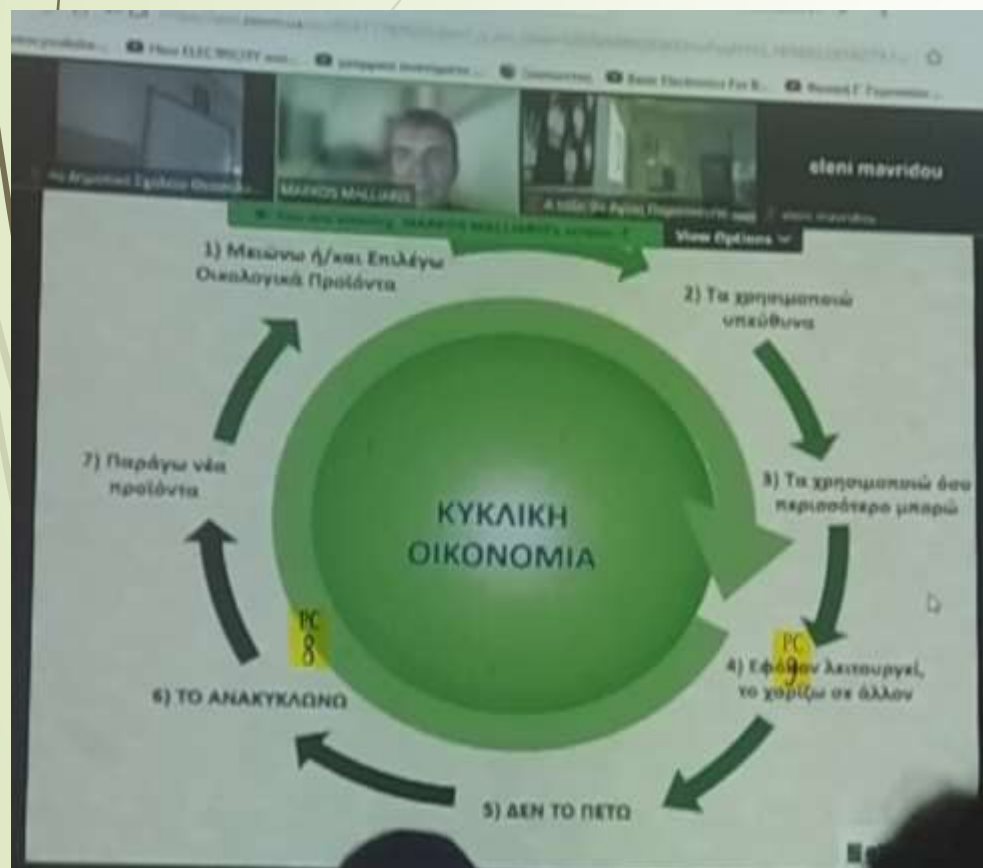 eleni mavridou
MARKOS MALLIARIS
eleni mavridou
View Options
1) Μειώνω ή/και Επιλέγω
Οικολογικά Προϊόντα
2) Τα χρησιμοποιώ
υπεύθυνα
7) Παράγω νέα
προϊόντα
3) Τα χρησιμοποιώ όσο
περισσότερο μπορώ
ΚΥΚΛΙΚΗ
ΟΙΚΟΝΟΜΙΑ
PC
8
PC
9
4) Εφόσον λειτουργεί,
το χαρίζω σε άλλον
6) ΤΟ ΑΝΑΚΥΚΛΩΝΩ
5) ΔΕΝ ΤΟ ΠΕΤΩ